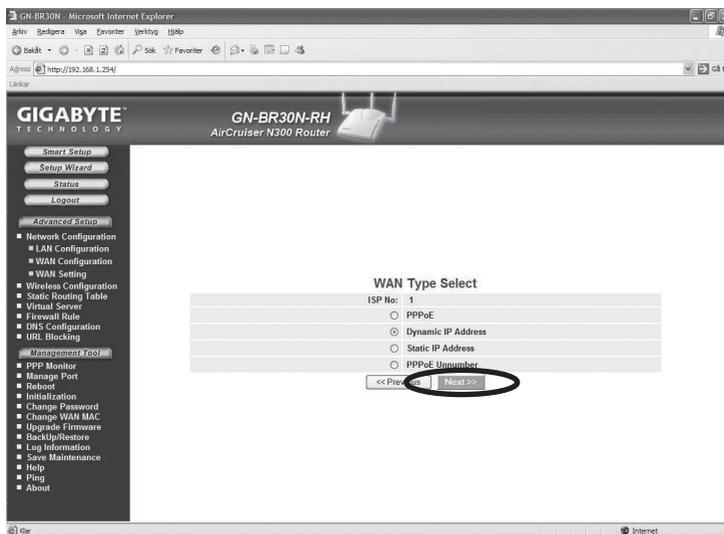 GN-BR30N - Microsoft Internet Explorer
Arkiv Redigera Visa Favoriter Verktyg Hjälp
Bakåt Sök Favoriter
Adress http://192.168.1.254/ Gå t
Länkar
GIGABYTE™
TECHNOLOGY
GN-BR30N-RH
AirCruiser N300 Router
Smart Setup
Setup Wizard
Status
Logout
Advanced Setup
Network Configuration
LAN Configuration
WAN Configuration
WAN Setting
Wireless Configuration
Static Routing Table
Virtual Server
Firewall Rule
DNS Configuration
URL Blocking
Management Tool
PPP Monitor
Manage Port
Reboot
Initialization
Change Password
Change WAN MAC
Upgrade Firmware
BackUp/Restore
Log Information
Save Maintenance
Help
Ping
About
WAN Type Select
ISP No: 1
PPPoE
Dynamic IP Address
Static IP Address
PPPoE Unnumber
<< Previous Next >>
Klar Internet